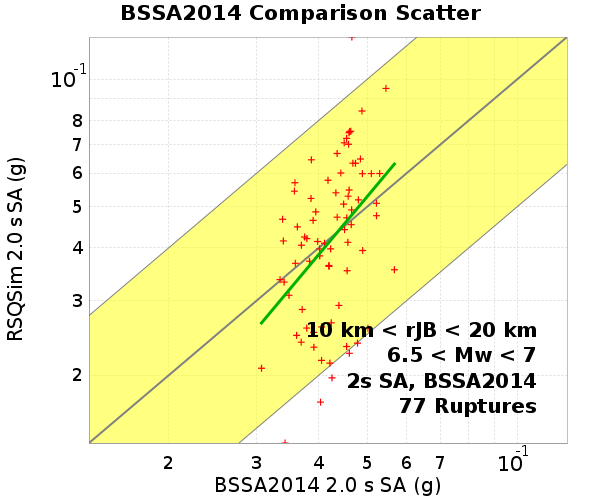 BSSA2014 Comparison Scatter
RSQSim 2.0 s SA (g)
10⁻¹
8
7
6
5
4
3
2
10 km < rJB < 20 km
6.5 < Mw < 7
2s SA, BSSA2014
77 Ruptures
2 3 4 5 6 7 10⁻¹
BSSA2014 2.0 s SA (g)